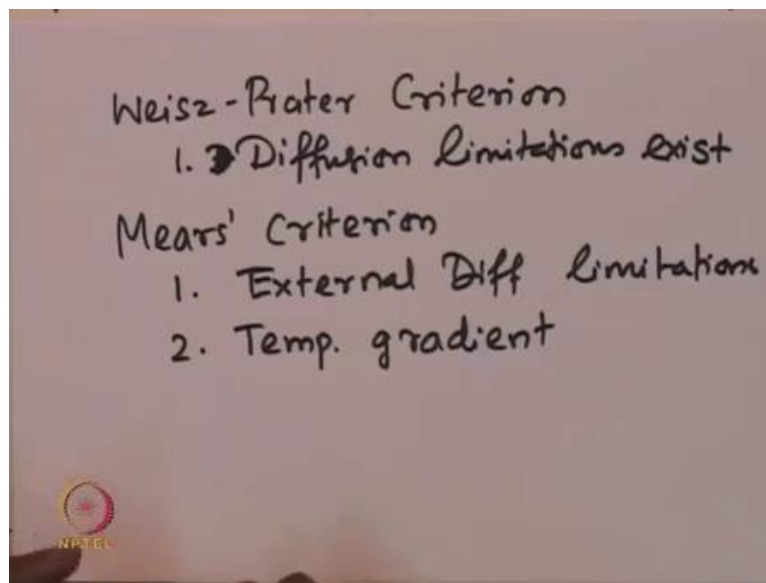 Weisz-Prater Criterion
1. Diffusion limitations exist
Mears' Criterion
1. External Diff limitations
2. Temp. gradient
NPTEL